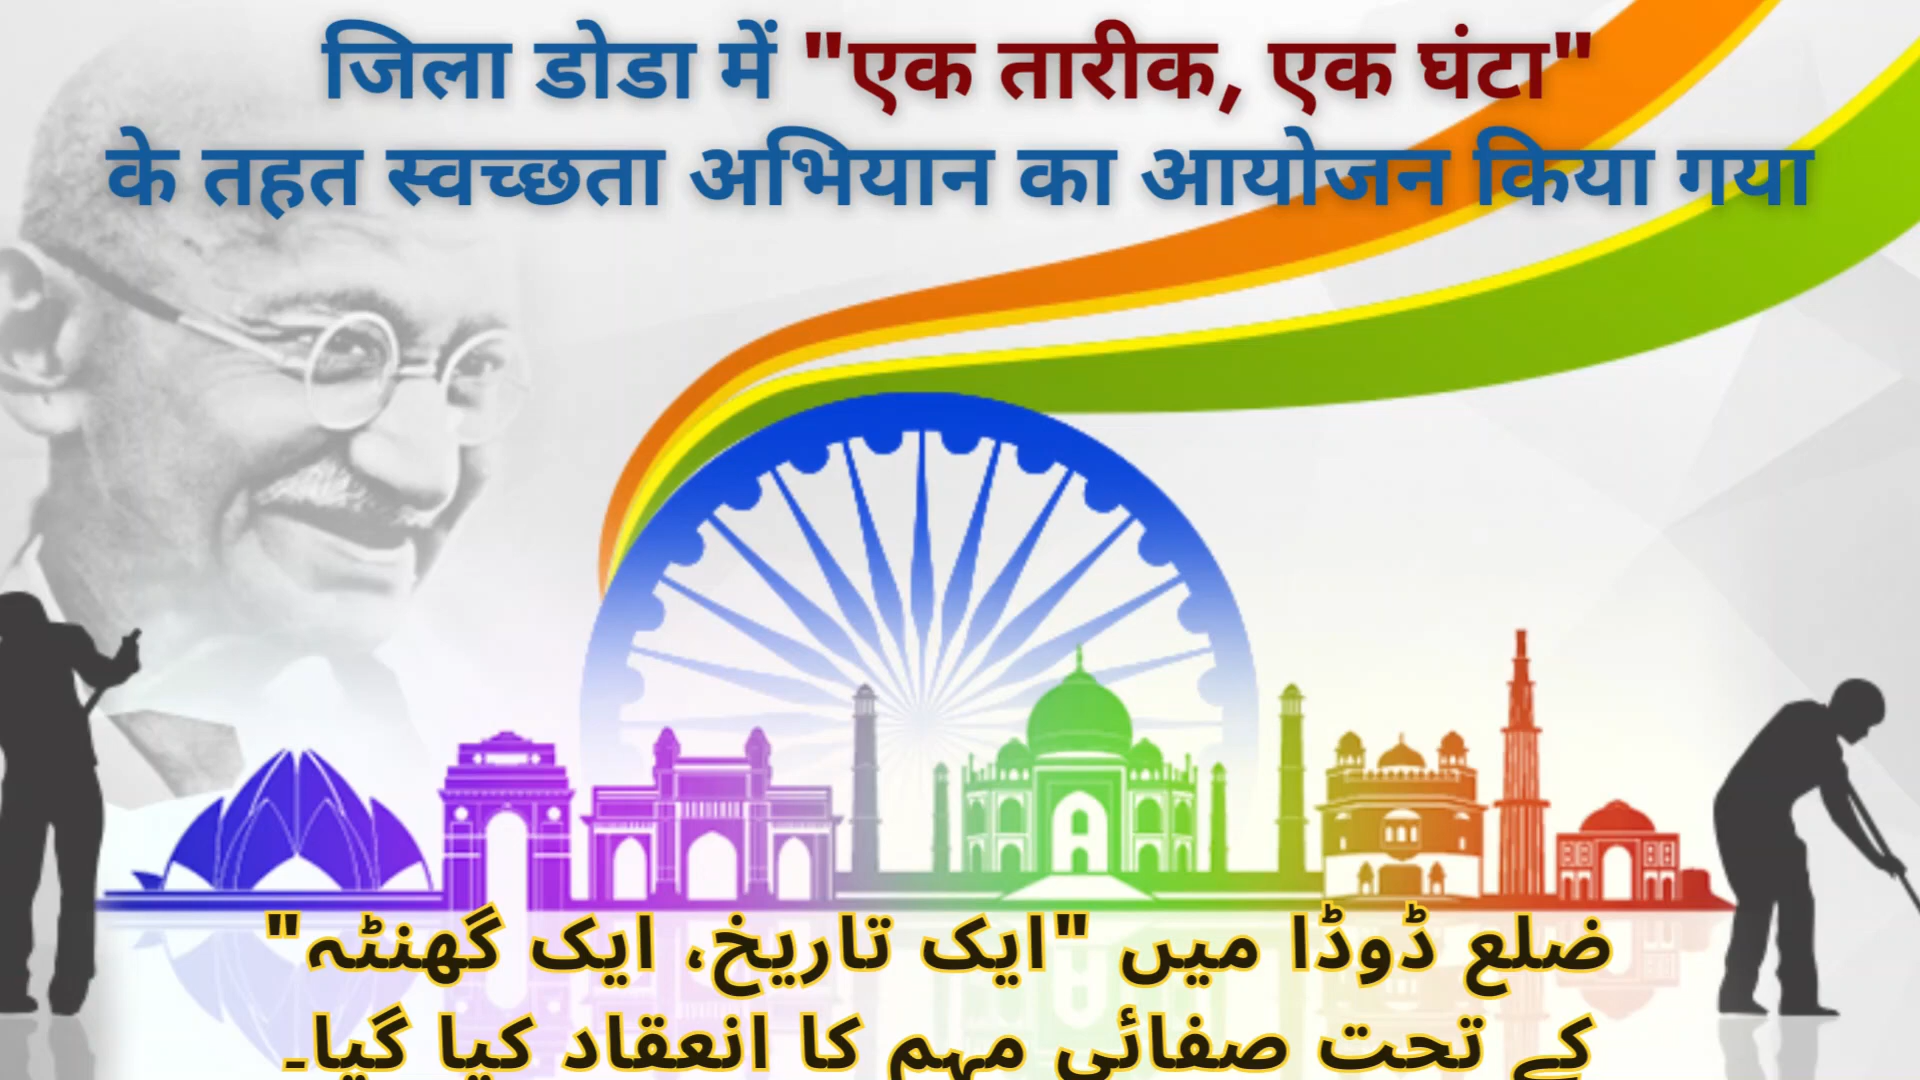 जिला डोडा में "एक तारीक, एक घंटा"
के तहत स्वच्छता अभियान का आयोजन किया गया
ضلع ڈوڈا میں "ایک تاریخ، ایک گھنٹہ"
کے تحت صفائی مہم کا انعقاد کیا گیا۔